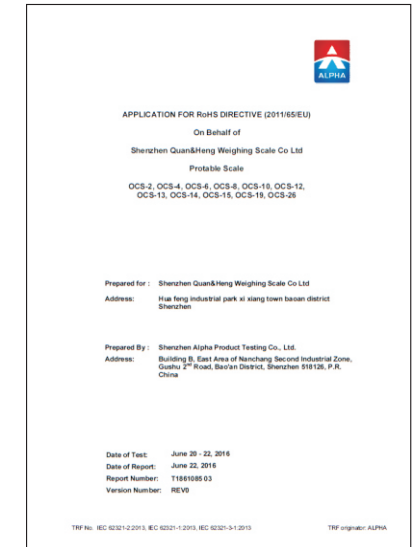 ALPHA
APPLICATION FOR RoHS DIRECTIVE (2011/65/EU)
On Behalf of
Shenzhen Quan&Heng Weighing Scale Co Ltd
Protable Scale
OCS-2, OCS-4, OCS-6, OCS-8, OCS-10, OCS-12,
OCS-13, OCS-14, OCS-15, OCS-19, OCS-26
Prepared for : Shenzhen Quan&Heng Weighing Scale Co Ltd
Address: Hua feng industrial park xi xiang town baoan district
Shenzhen
Prepared By : Shenzhen Alpha Product Testing Co., Ltd.
Address: Building B, East Area of Nanchang Second Industrial Zone,
Gushu 2nd Road, Bao'an District, Shenzhen 518126, P.R.
China
Date of Test: June 20 - 22, 2016
Date of Report: June 22, 2016
Report Number: T1861085 03
Version Number: REV0
TRF No. IEC 62321-2:2013, IEC 62321-1:2013, IEC 62321-3-1:2013 TRF originator: ALPHA